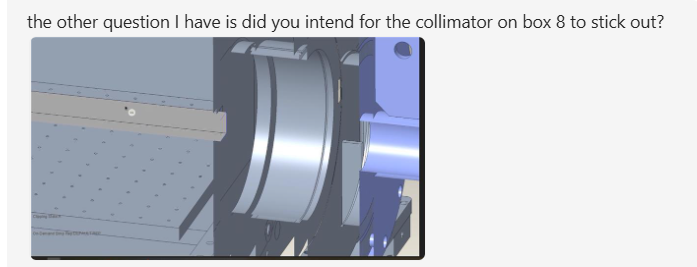 the other question I have is did you intend for the collimator on box 8 to stick out?